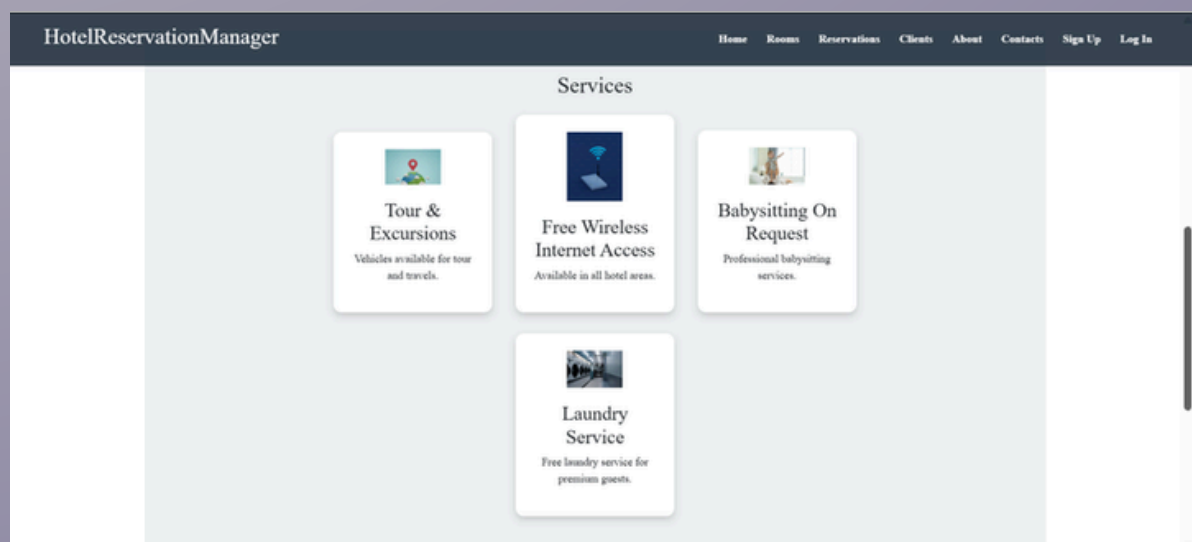 HotelReservationManager
Home Rooms Reservations Clients About Contacts Sign Up Log In
Services
Tour &
Excursions
Vehicles available for tour
and travels.
Free Wireless
Internet Access
Available in all hotel areas.
Babysitting On
Request
Professional babysitting
services.
Laundry
Service
Free laundry service for
premium guests.